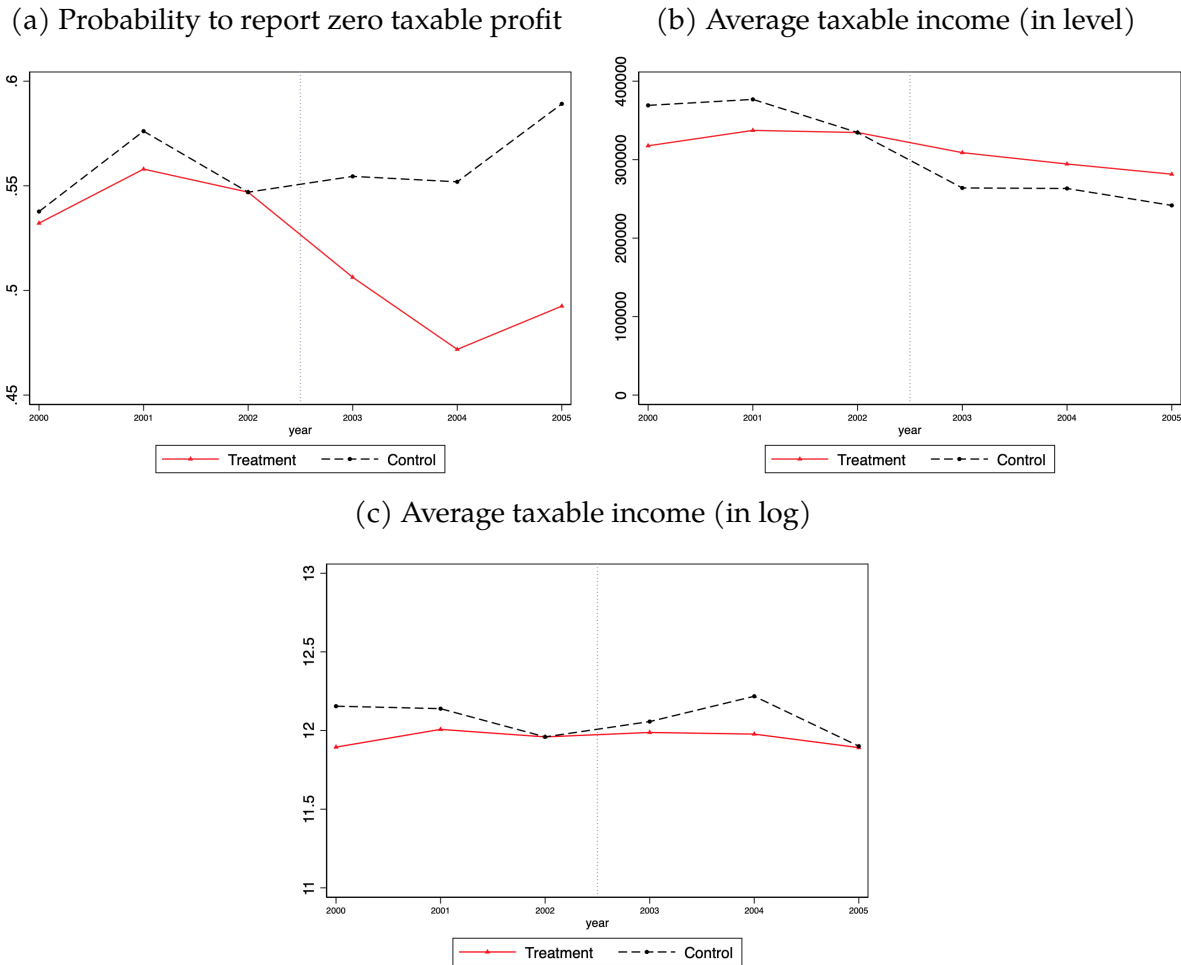 (a) Probability to report zero taxable profit
.6
.55
.5
.45
2000 2001 2002 2003 2004 2005
year
Treatment Control
(b) Average taxable income (in level)
400000
300000
200000
100000
0
2000 2001 2002 2003 2004 2005
year
Treatment Control
(c) Average taxable income (in log)
13
12.5
12
11.5
11
2000 2001 2002 2003 2004 2005
year
Treatment Control